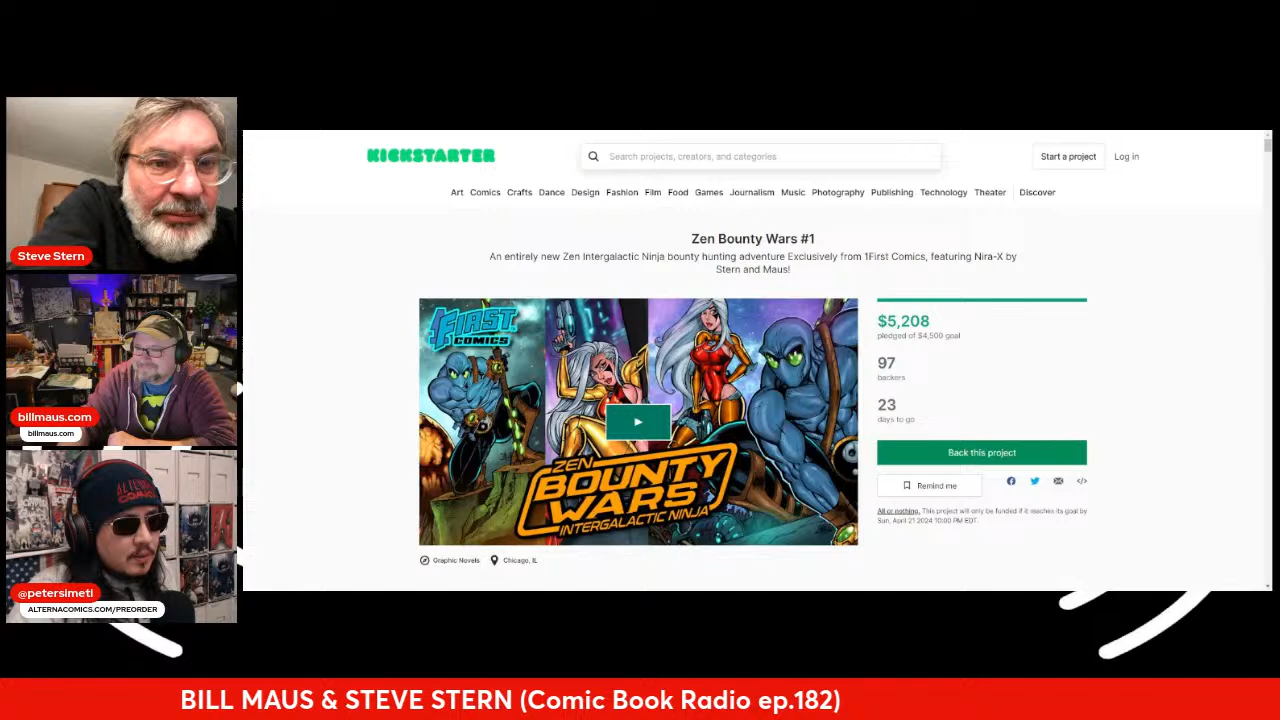 Steve Stern
billmaus.com
billmaus.com
ALTERNA
COMICS
@petersimeti
ALTERNACOMICS.COM/PREORDER
KICKSTARTER
Search projects, creators, and categories
Start a project
Log in
Art Comics Crafts Dance Design Fashion Film Food Games Journalism Music Photography Publishing Technology Theater Discover
Zen Bounty Wars #1
An entirely new Zen Intergalactic Ninja bounty hunting adventure Exclusively from 1First Comics, featuring Nira-X by
Stern and Maus!
1FIRST
COMICS
ZEN
BOUNTY
WARS
INTERGALACTIC NINJA
$5,208
pledged of $4,500 goal
97
backers
23
days to go
Back this project
Remind me
All or nothing. This project will only be funded if it reaches its goal by
Sun, April 21 2024 10:00 PM EDT.
Graphic Novels
Chicago, IL
BILL MAUS & STEVE STERN (Comic Book Radio ep.182)